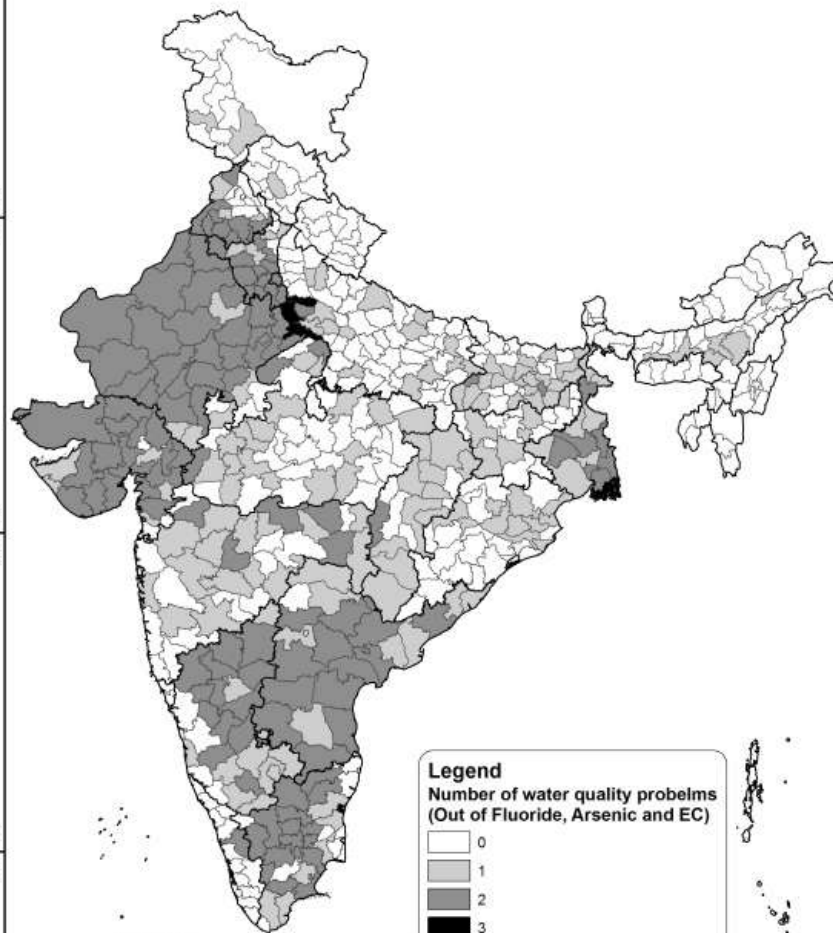 Legend
Number of water quality probelms
(Out of Fluoride, Arsenic and EC)
0
1
2
3